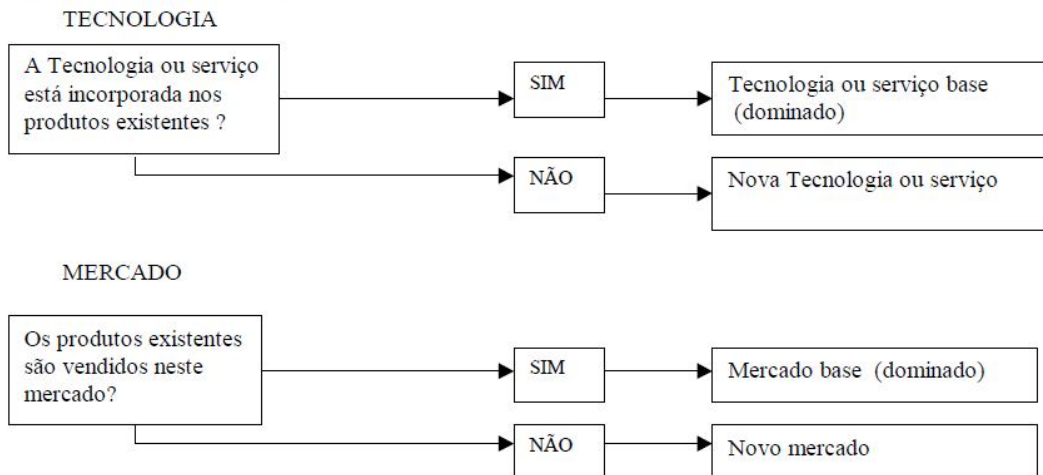 TECNOLOGIA
A Tecnologia ou serviço
está incorporada nos
produtos existentes ?
SIM
Tecnologia ou serviço base
(dominado)
NÃO
Nova Tecnologia ou serviço
MERCADO
Os produtos existentes
são vendidos neste
mercado?
SIM
Mercado base (dominado)
NÃO
Novo mercado